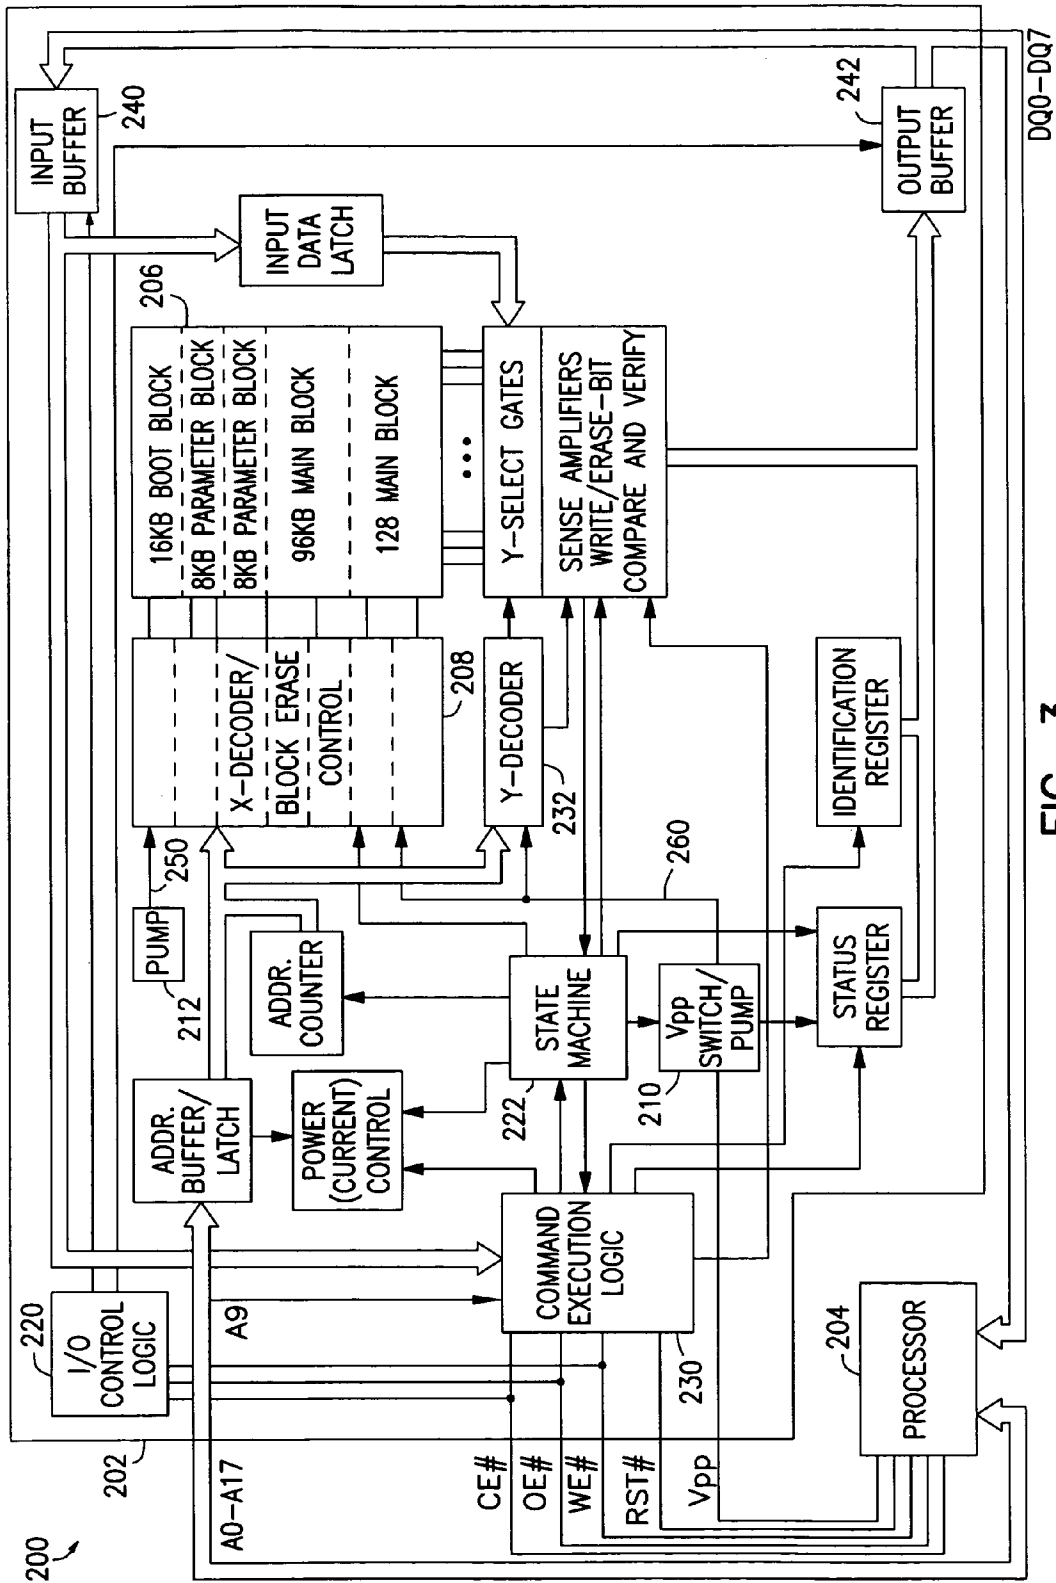 200
202
220
I/O
CONTROL
LOGIC
A0-A17
A9
ADDR.
BUFFER/
LATCH
POWER
(CURRENT)
CONTROL
ADDR.
COUNTER
PUMP
212
250
X-DECODER/
BLOCK ERASE
CONTROL
208
16KB BOOT BLOCK
8KB PARAMETER BLOCK
8KB PARAMETER BLOCK
96KB MAIN BLOCK
128 MAIN BLOCK
206
INPUT
DATA
LATCH
INPUT
BUFFER
240
CE#
OE#
WE#
RST#
Vpp
COMMAND
EXECUTION
LOGIC
230
STATE
MACHINE
222
Vpp
SWITCH/
PUMP
210
260
Y-DECODER
232
Y-SELECT GATES
SENSE AMPLIFIERS
WRITE/ERASE-BIT
COMPARE AND VERIFY
PROCESSOR
204
STATUS
REGISTER
IDENTIFICATION
REGISTER
OUTPUT
BUFFER
242
DQ0-DQ7